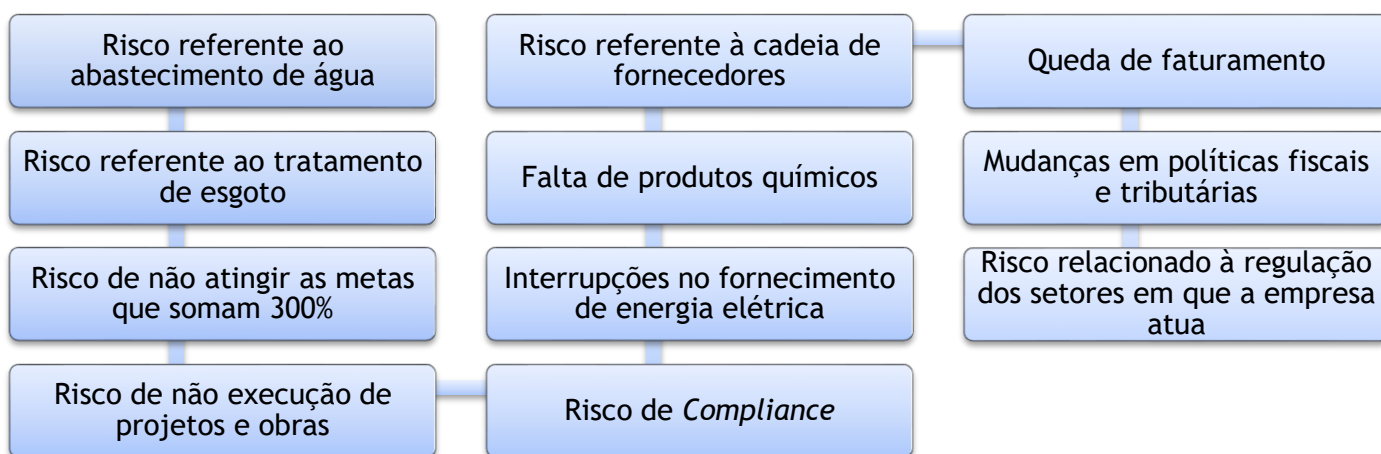 Risco referente ao
abastecimento de água
Risco referente ao tratamento
de esgoto
Risco de não atingir as metas
que somam 300%
Risco de não execução de
projetos e obras
Risco de Compliance
Interrupções no fornecimento
de energia elétrica
Falta de produtos químicos
Risco referente à cadeia de
fornecedores
Queda de faturamento
Mudanças em políticas fiscais
e tributárias
Risco relacionado à regulação
dos setores em que a empresa
atua